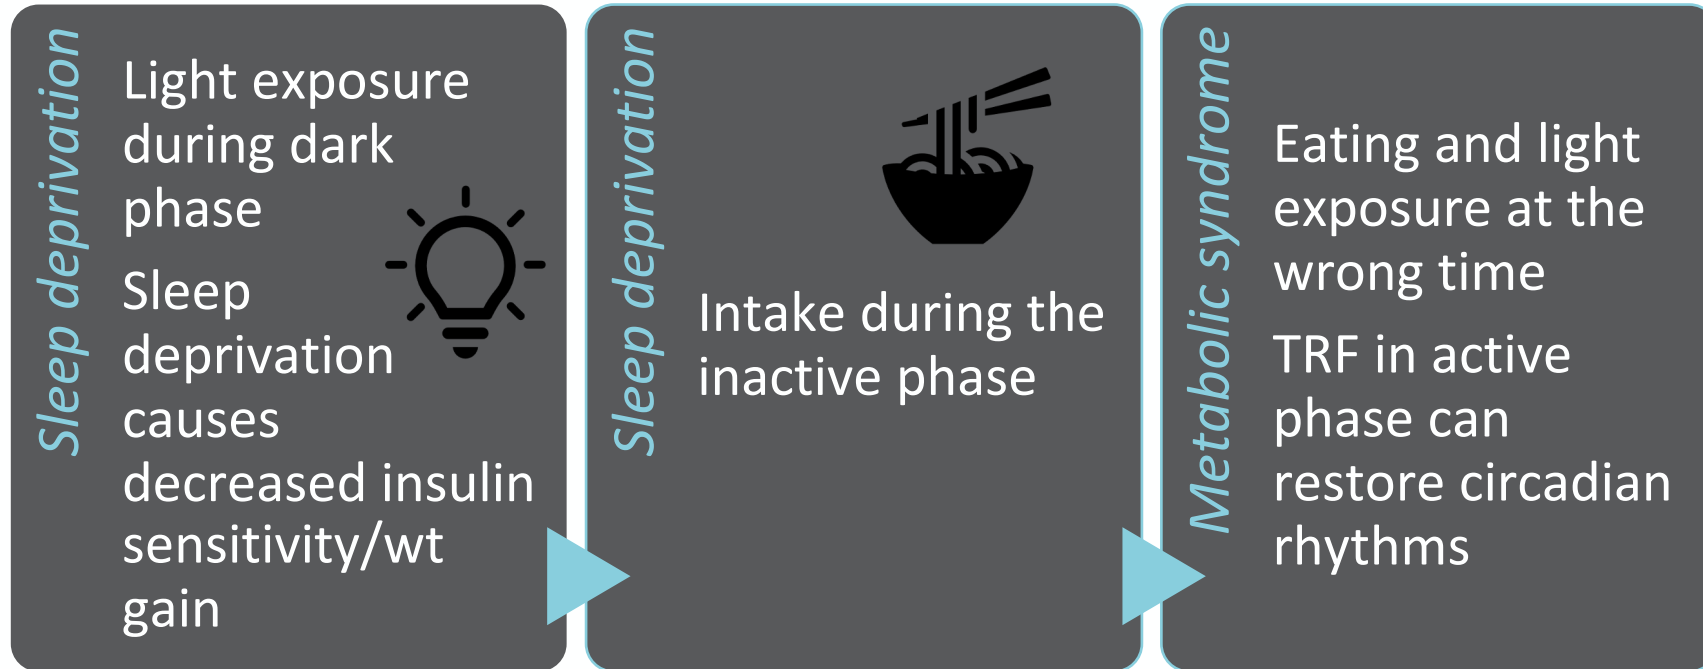 Sleep deprivation
Light exposure
during dark
phase
Sleep
deprivation
causes
decreased insulin
sensitivity/wt
gain
Sleep deprivation
Intake during the
inactive phase
Metabolic syndrome
Eating and light
exposure at the
wrong time
TRF in active
phase can
restore circadian
rhythms